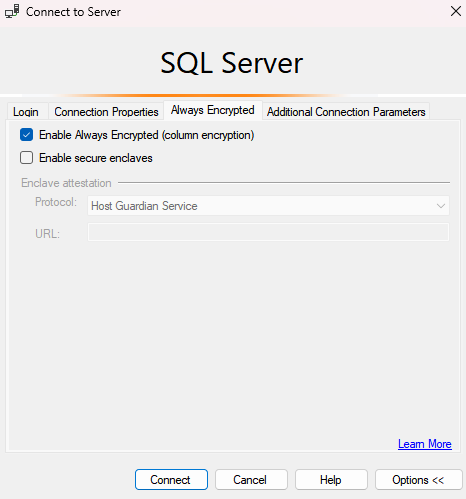 Connect to Server
SQL Server
Login Connection Properties Always Encrypted Additional Connection Parameters
Enable Always Encrypted (column encryption)
Enable secure enclaves
Enclave attestation
Protocol: Host Guardian Service
URL:
Learn More
Connect Cancel Help Options <<